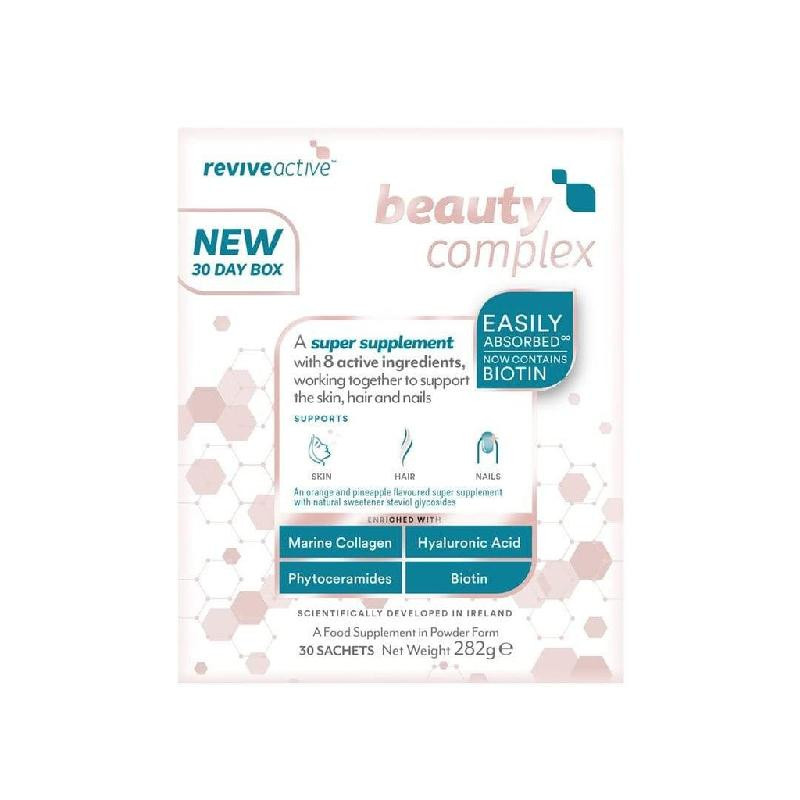 reviveactive™
beauty
complex
NEW
30 DAY BOX
EASILY
ABSORBED∞
NOW CONTAINS
BIOTIN
A super supplement
with 8 active ingredients,
working together to support
the skin, hair and nails
SUPPORTS
SKIN HAIR NAILS
An orange and pineapple flavoured super supplement
with natural sweetener steviol glycosides
ENRICHED WITH
Marine Collagen Hyaluronic Acid
Phytoceramides Biotin
SCIENTIFICALLY DEVELOPED IN IRELAND
A Food Supplement in Powder Form
30 SACHETS Net Weight 282g ℮